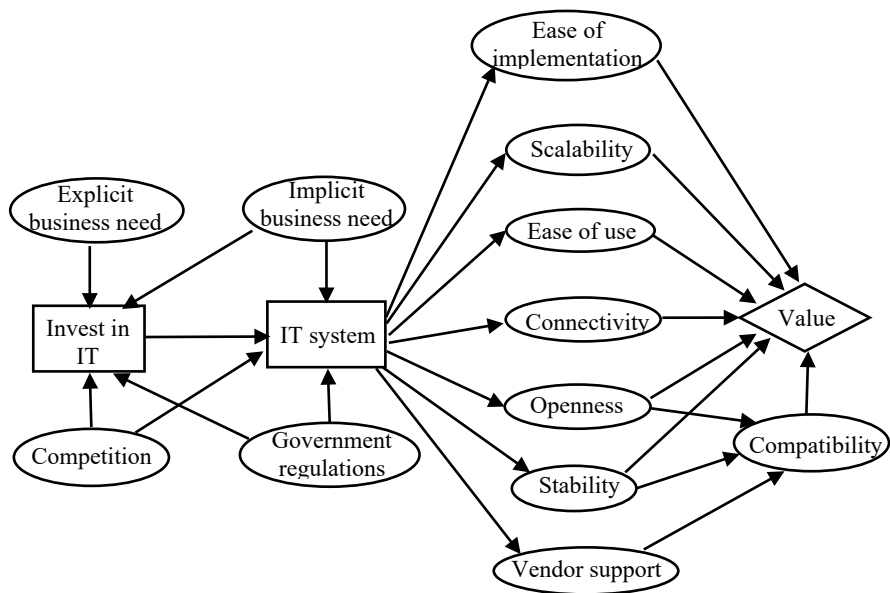 Ease of
implementation
Scalability
Explicit
business need
Implicit
business need
Ease of use
Invest in
IT
IT system
Connectivity
Value
Openness
Competition
Government
regulations
Compatibility
Stability
Vendor support